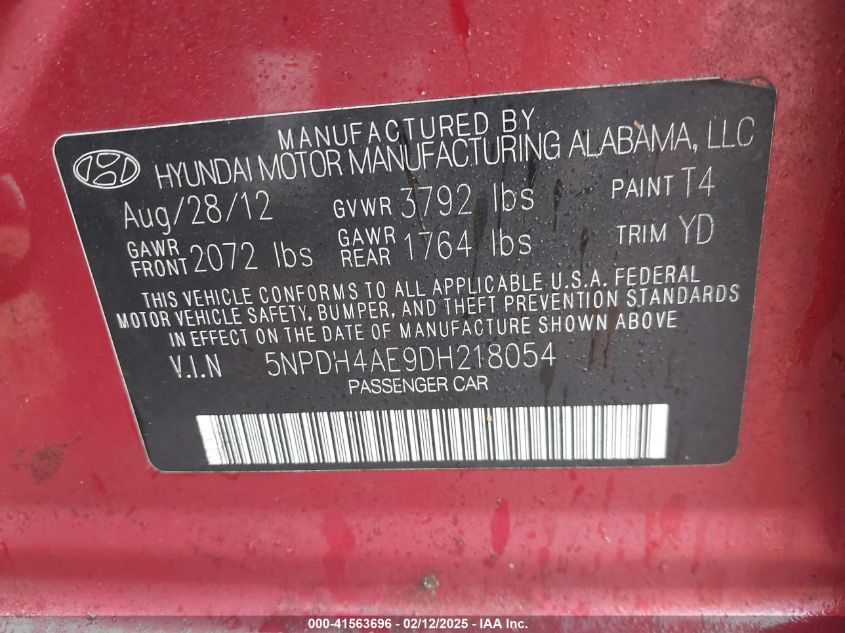 MANUFACTURED BY
HYUNDAI MOTOR MANUFACTURING ALABAMA, LLC
Aug/28/12 GVWR 3792 lbs PAINT T4
GAWR FRONT 2072 lbs GAWR REAR 1764 lbs TRIM YD
THIS VEHICLE CONFORMS TO ALL APPLICABLE U.S.A. FEDERAL
MOTOR VEHICLE SAFETY, BUMPER, AND THEFT PREVENTION STANDARDS
IN EFFECT ON THE DATE OF MANUFACTURE SHOWN ABOVE.
V.I.N 5NPDH4AE9DH218054
PASSENGER CAR
000-41563696 - 02/12/2025 - IAA Inc.